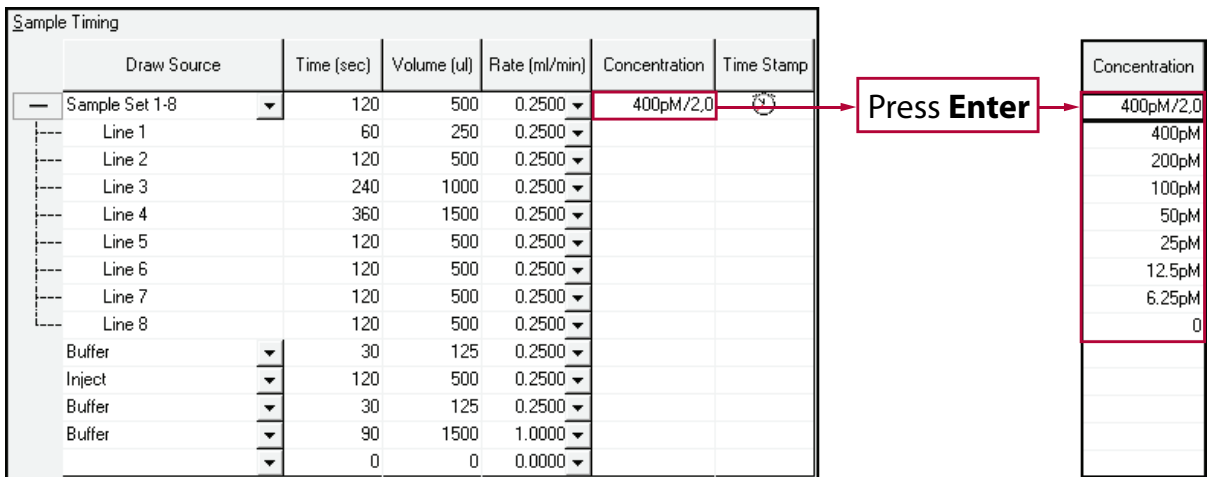 Sample Timing
Draw Source Time (sec) Volume (ul) Rate (ml/min) Concentration Time Stamp
Sample Set 1-8 120 500 0.2500 400pM/2,0
Line 1 60 250 0.2500
Line 2 120 500 0.2500
Line 3 240 1000 0.2500
Line 4 360 1500 0.2500
Line 5 120 500 0.2500
Line 6 120 500 0.2500
Line 7 120 500 0.2500
Line 8 120 500 0.2500
Buffer 30 125 0.2500
Inject 120 500 0.2500
Buffer 30 125 0.2500
Buffer 90 1500 1.0000
0 0 0.0000
Press Enter
Concentration
400pM/2,0
400pM
200pM
100pM
50pM
25pM
12.5pM
6.25pM
0